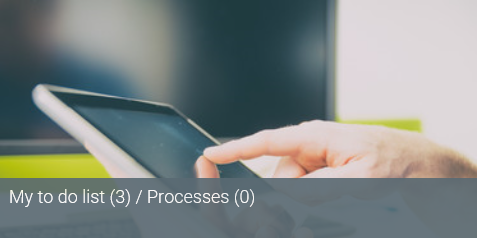 My to do list (3) / Processes (0)